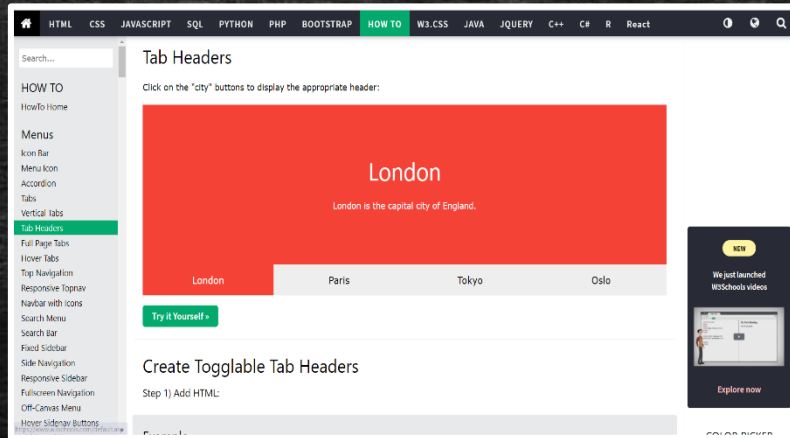 HTML CSS JAVASCRIPT SQL PYTHON PHP BOOTSTRAP HOW TO W3.CSS JAVA JQUERY C++ C# R React
Search...
HOW TO
HowTo Home
Menus
Icon Bar
Menu Icon
Accordion
Tabs
Vertical Tabs
Tab Headers
Full Page Tabs
Hover Tabs
Top Navigation
Responsive Topnav
Navbar with Icons
Search Menu
Search Bar
Fixed Sidebar
Side Navigation
Responsive Sidebar
Fullscreen Navigation
Off-Canvas Menu
Hover Sidenav Buttons
Tab Headers
Click on the "city" buttons to display the appropriate header:
London
London is the capital city of England.
London Paris Tokyo Oslo
Try it Yourself »
Create Togglable Tab Headers
Step 1) Add HTML:
Example
NEW
We just launched
W3Schools videos
Explore now
COLOR PICKER